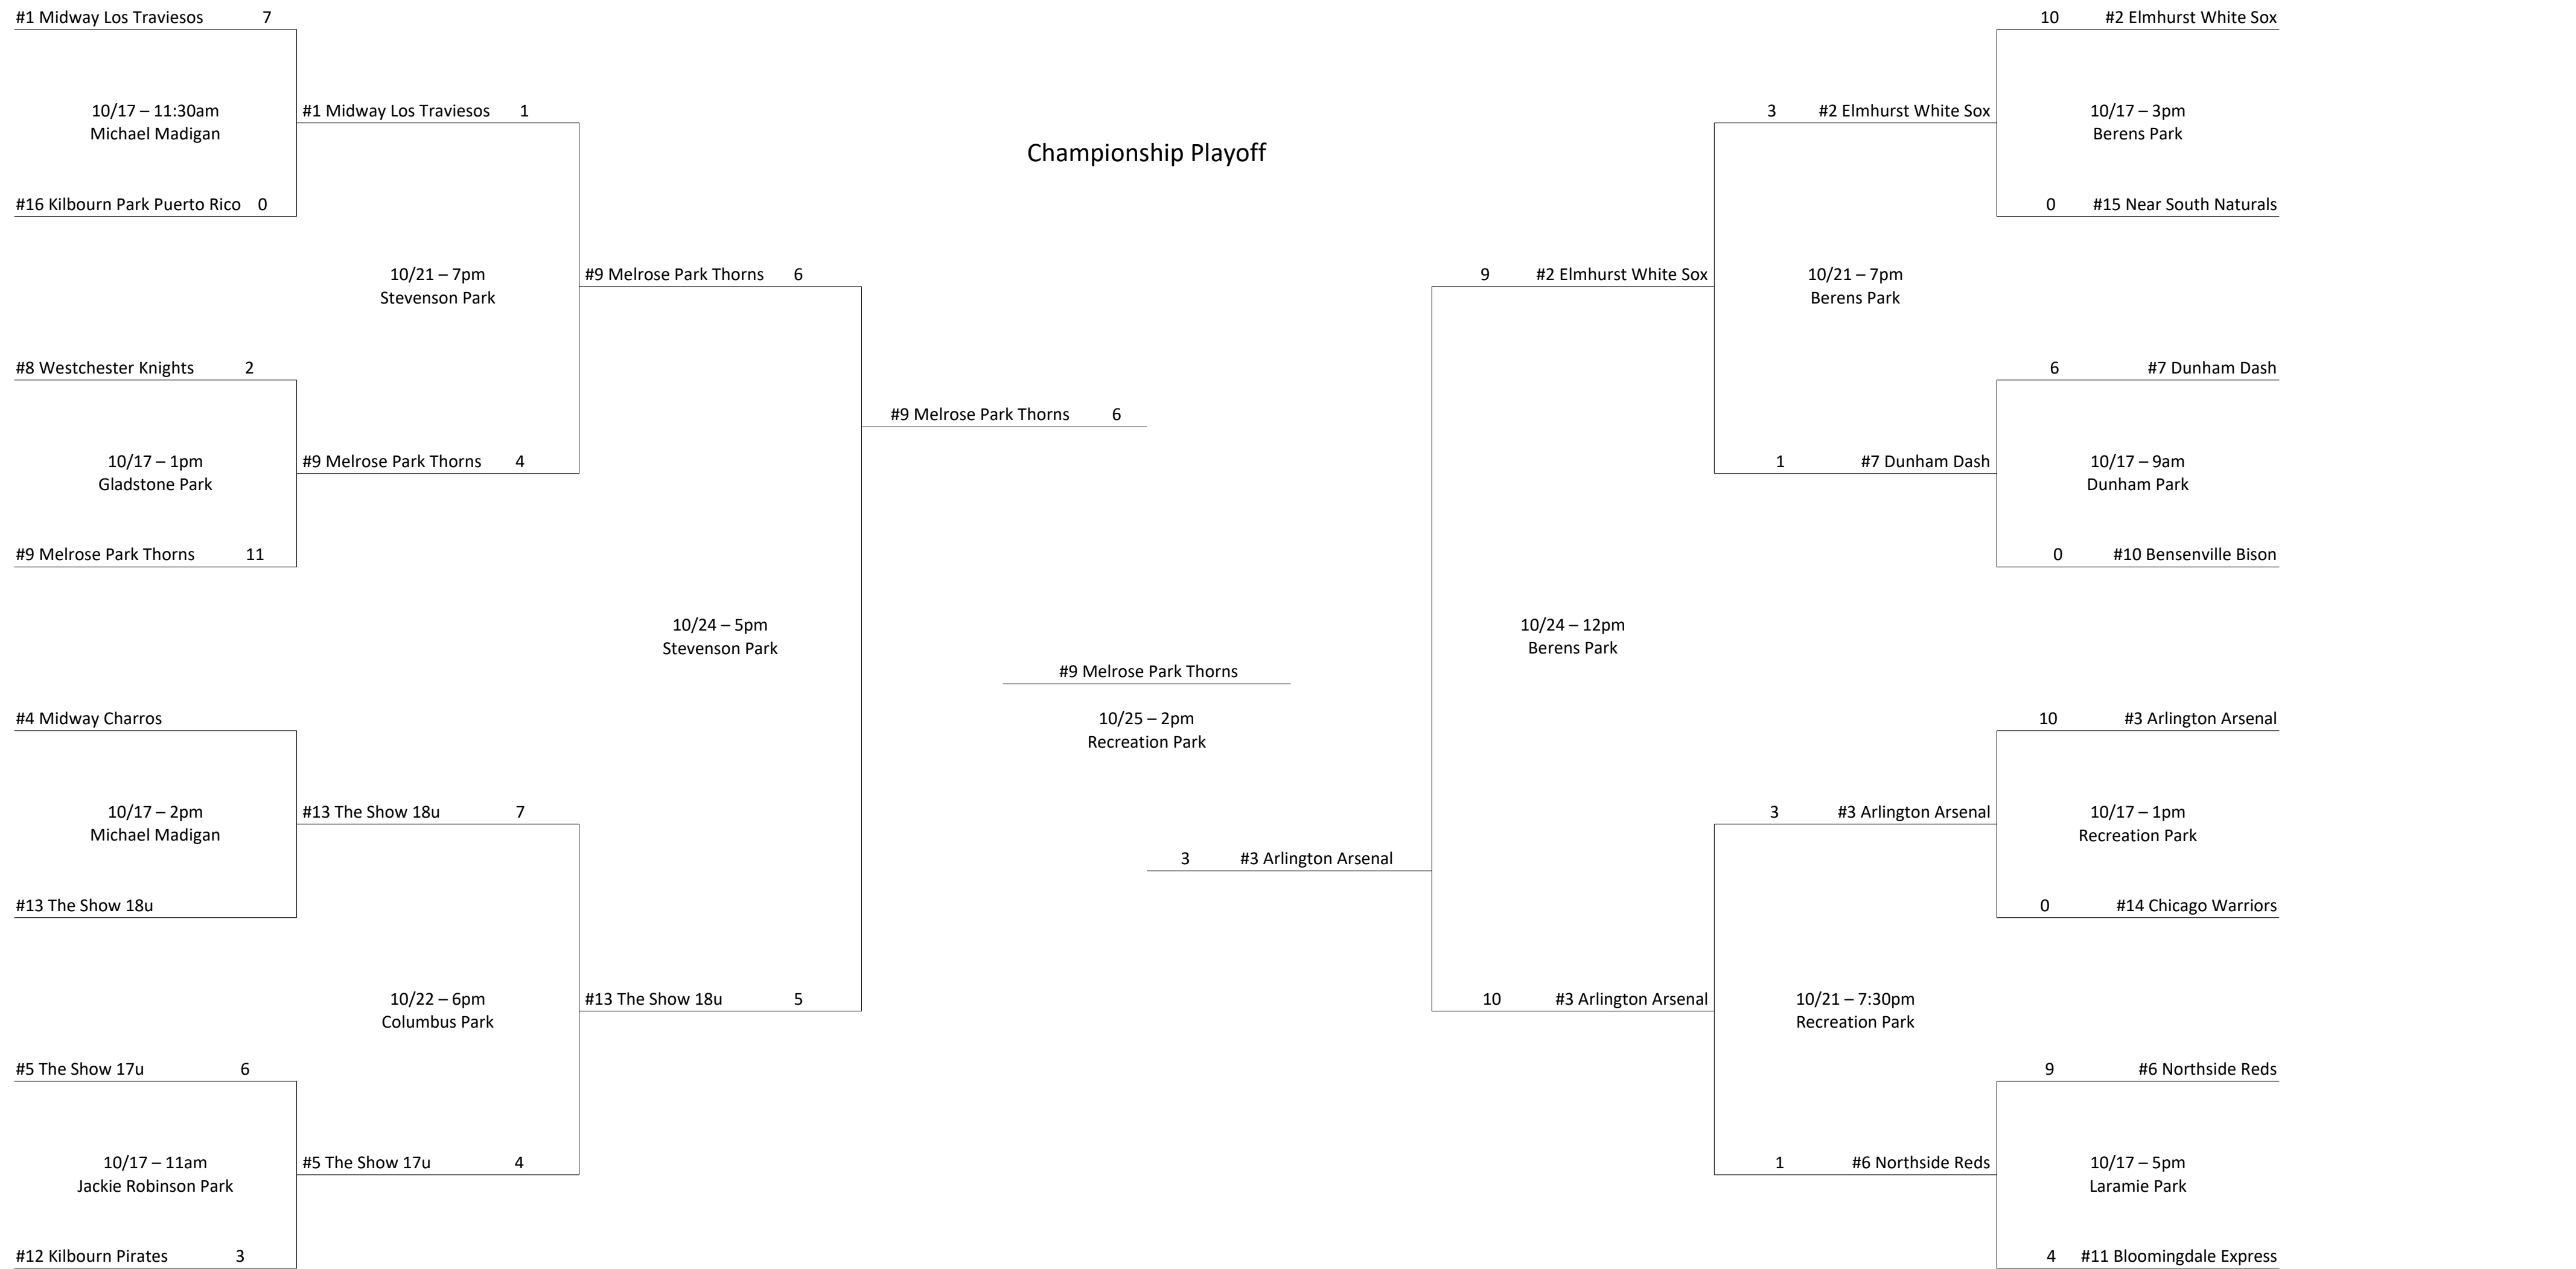 #1 Midway Los Traviesos 7
10/17 – 11:30am
Michael Madigan
#16 Kilbourn Park Puerto Rico 0
#8 Westchester Knights 2
10/17 – 1pm
Gladstone Park
#9 Melrose Park Thorns 11
#4 Midway Charros
10/17 – 2pm
Michael Madigan
#13 The Show 18u
#5 The Show 17u 6
10/17 – 11am
Jackie Robinson Park
#12 Kilbourn Pirates 3
#1 Midway Los Traviesos 1
10/21 – 7pm
Stevenson Park
#9 Melrose Park Thorns 4
#13 The Show 18u 7
10/22 – 6pm
Columbus Park
#5 The Show 17u 4
#9 Melrose Park Thorns 6
10/24 – 5pm
Stevenson Park
#13 The Show 18u 5
Championship Playoff
#9 Melrose Park Thorns 6
#9 Melrose Park Thorns
10/25 – 2pm
Recreation Park
3 #3 Arlington Arsenal
9 #2 Elmhurst White Sox
10/24 – 12pm
Berens Park
10 #3 Arlington Arsenal
3 #2 Elmhurst White Sox
10/21 – 7pm
Berens Park
1 #7 Dunham Dash
3 #3 Arlington Arsenal
10/21 – 7:30pm
Recreation Park
1 #6 Northside Reds
10 #2 Elmhurst White Sox
10/17 – 3pm
Berens Park
0 #15 Near South Naturals
6 #7 Dunham Dash
10/17 – 9am
Dunham Park
0 #10 Bensenville Bison
10 #3 Arlington Arsenal
10/17 – 1pm
Recreation Park
0 #14 Chicago Warriors
9 #6 Northside Reds
10/17 – 5pm
Laramie Park
4 #11 Bloomingdale Express